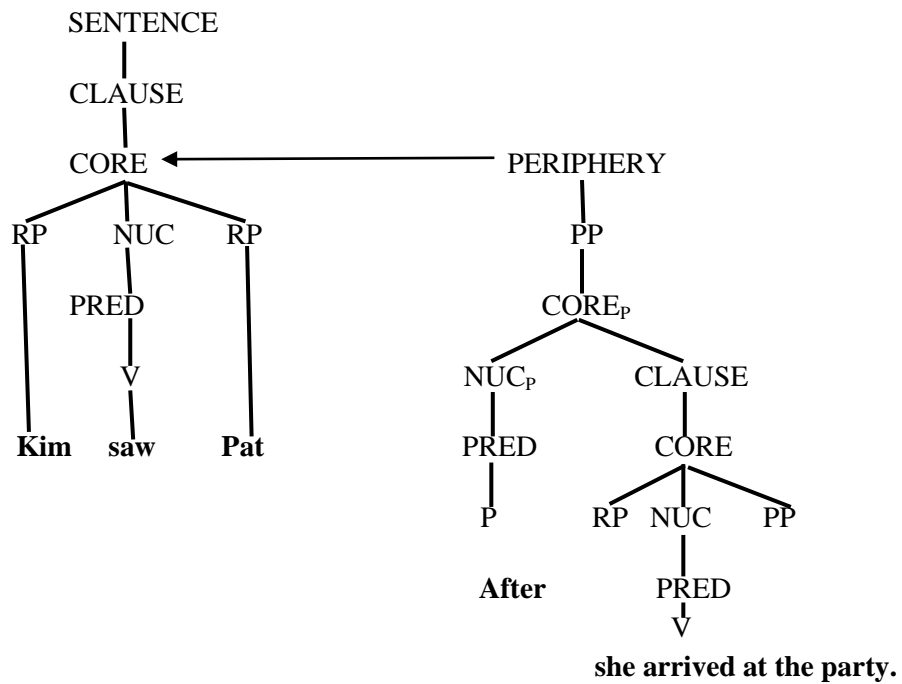 SENTENCE
CLAUSE
CORE PERIPHERY
RP NUC RP PP
PRED COREP
V NUCP CLAUSE
Kim saw Pat PRED CORE
P RP NUC PP
After PRED
V
she arrived at the party.